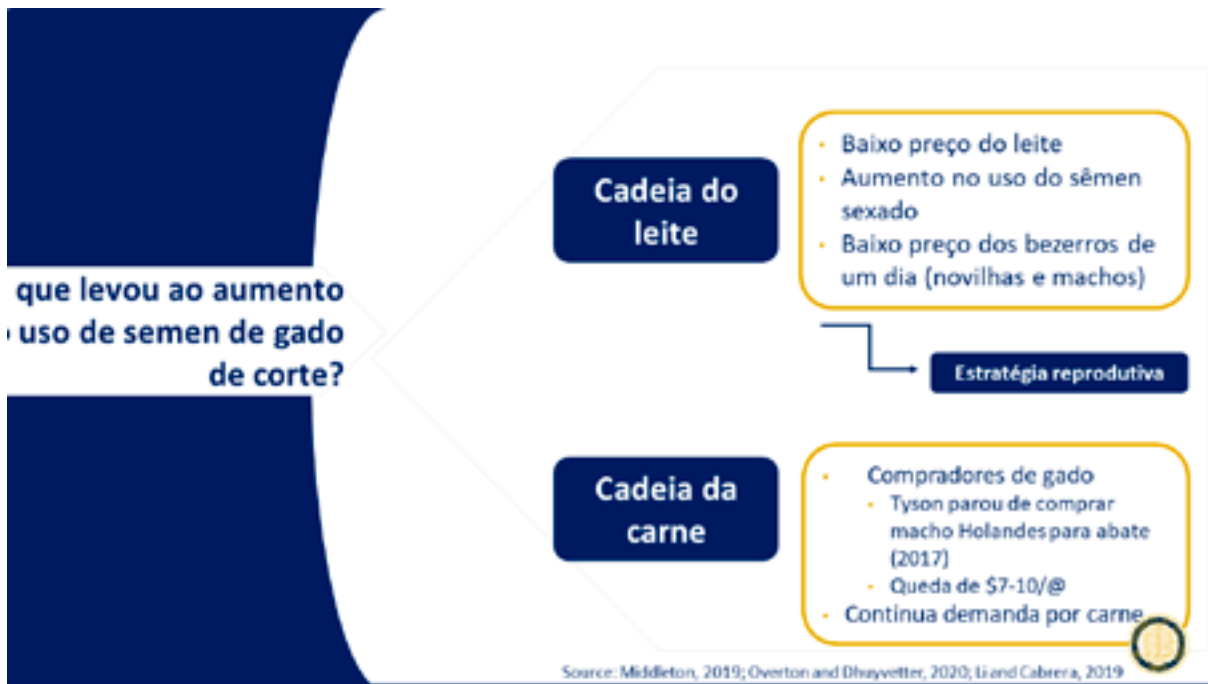 que levou ao aumento
uso de semen de gado
de corte?
Cadeia do
leite
• Baixo preço do leite
• Aumento no uso do sêmen
sexado
• Baixo preço dos bezerros de
um dia (novilhas e machos)
Estratégia reprodutiva
Cadeia da
carne
• Compradores de gado
• Tyson parou de comprar
macho Holandes para abate
(2017)
• Queda de $7-10/@
• Continua demanda por carne
Source: Middleton, 2019; Overton and Dhuyvetter, 2020; Li and Cabrera, 2019